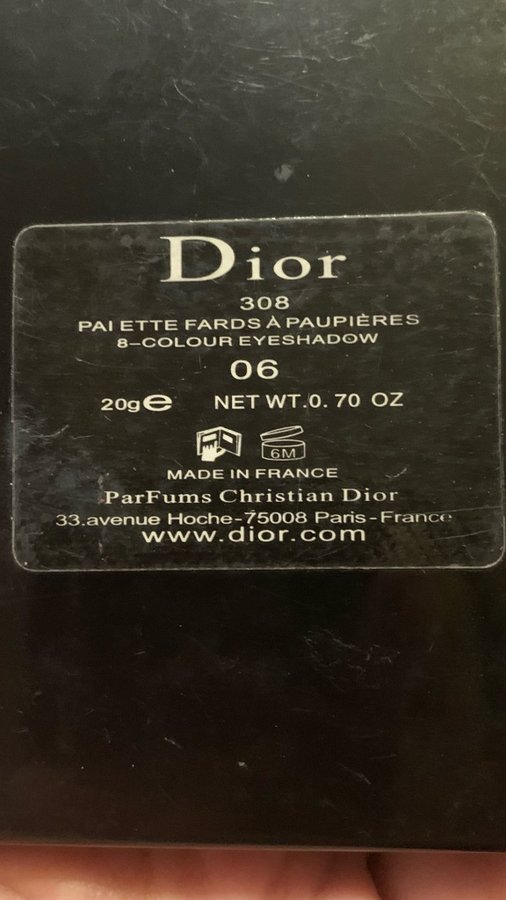 Dior
308
PAI ETTE FARDS À PAUPIÈRES
8-COLOUR EYESHADOW
06
20g℮ NET WT.0. 70 OZ
6M
MADE IN FRANCE
ParFums Christian Dior
33.avenue Hoche-75008 Paris-France
www.dior.com